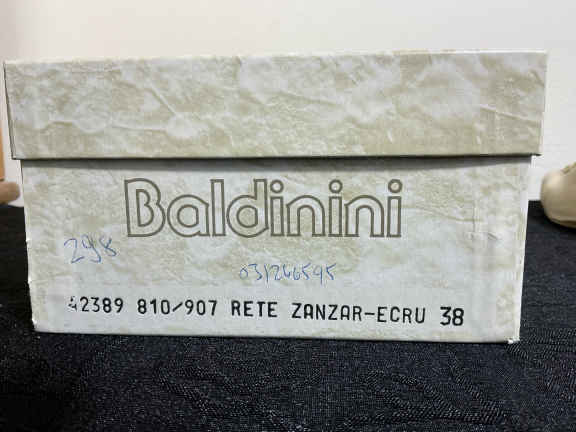 Baldinini
298
031266595
42389 810/907 RETE ZANZAR-ECRU 38